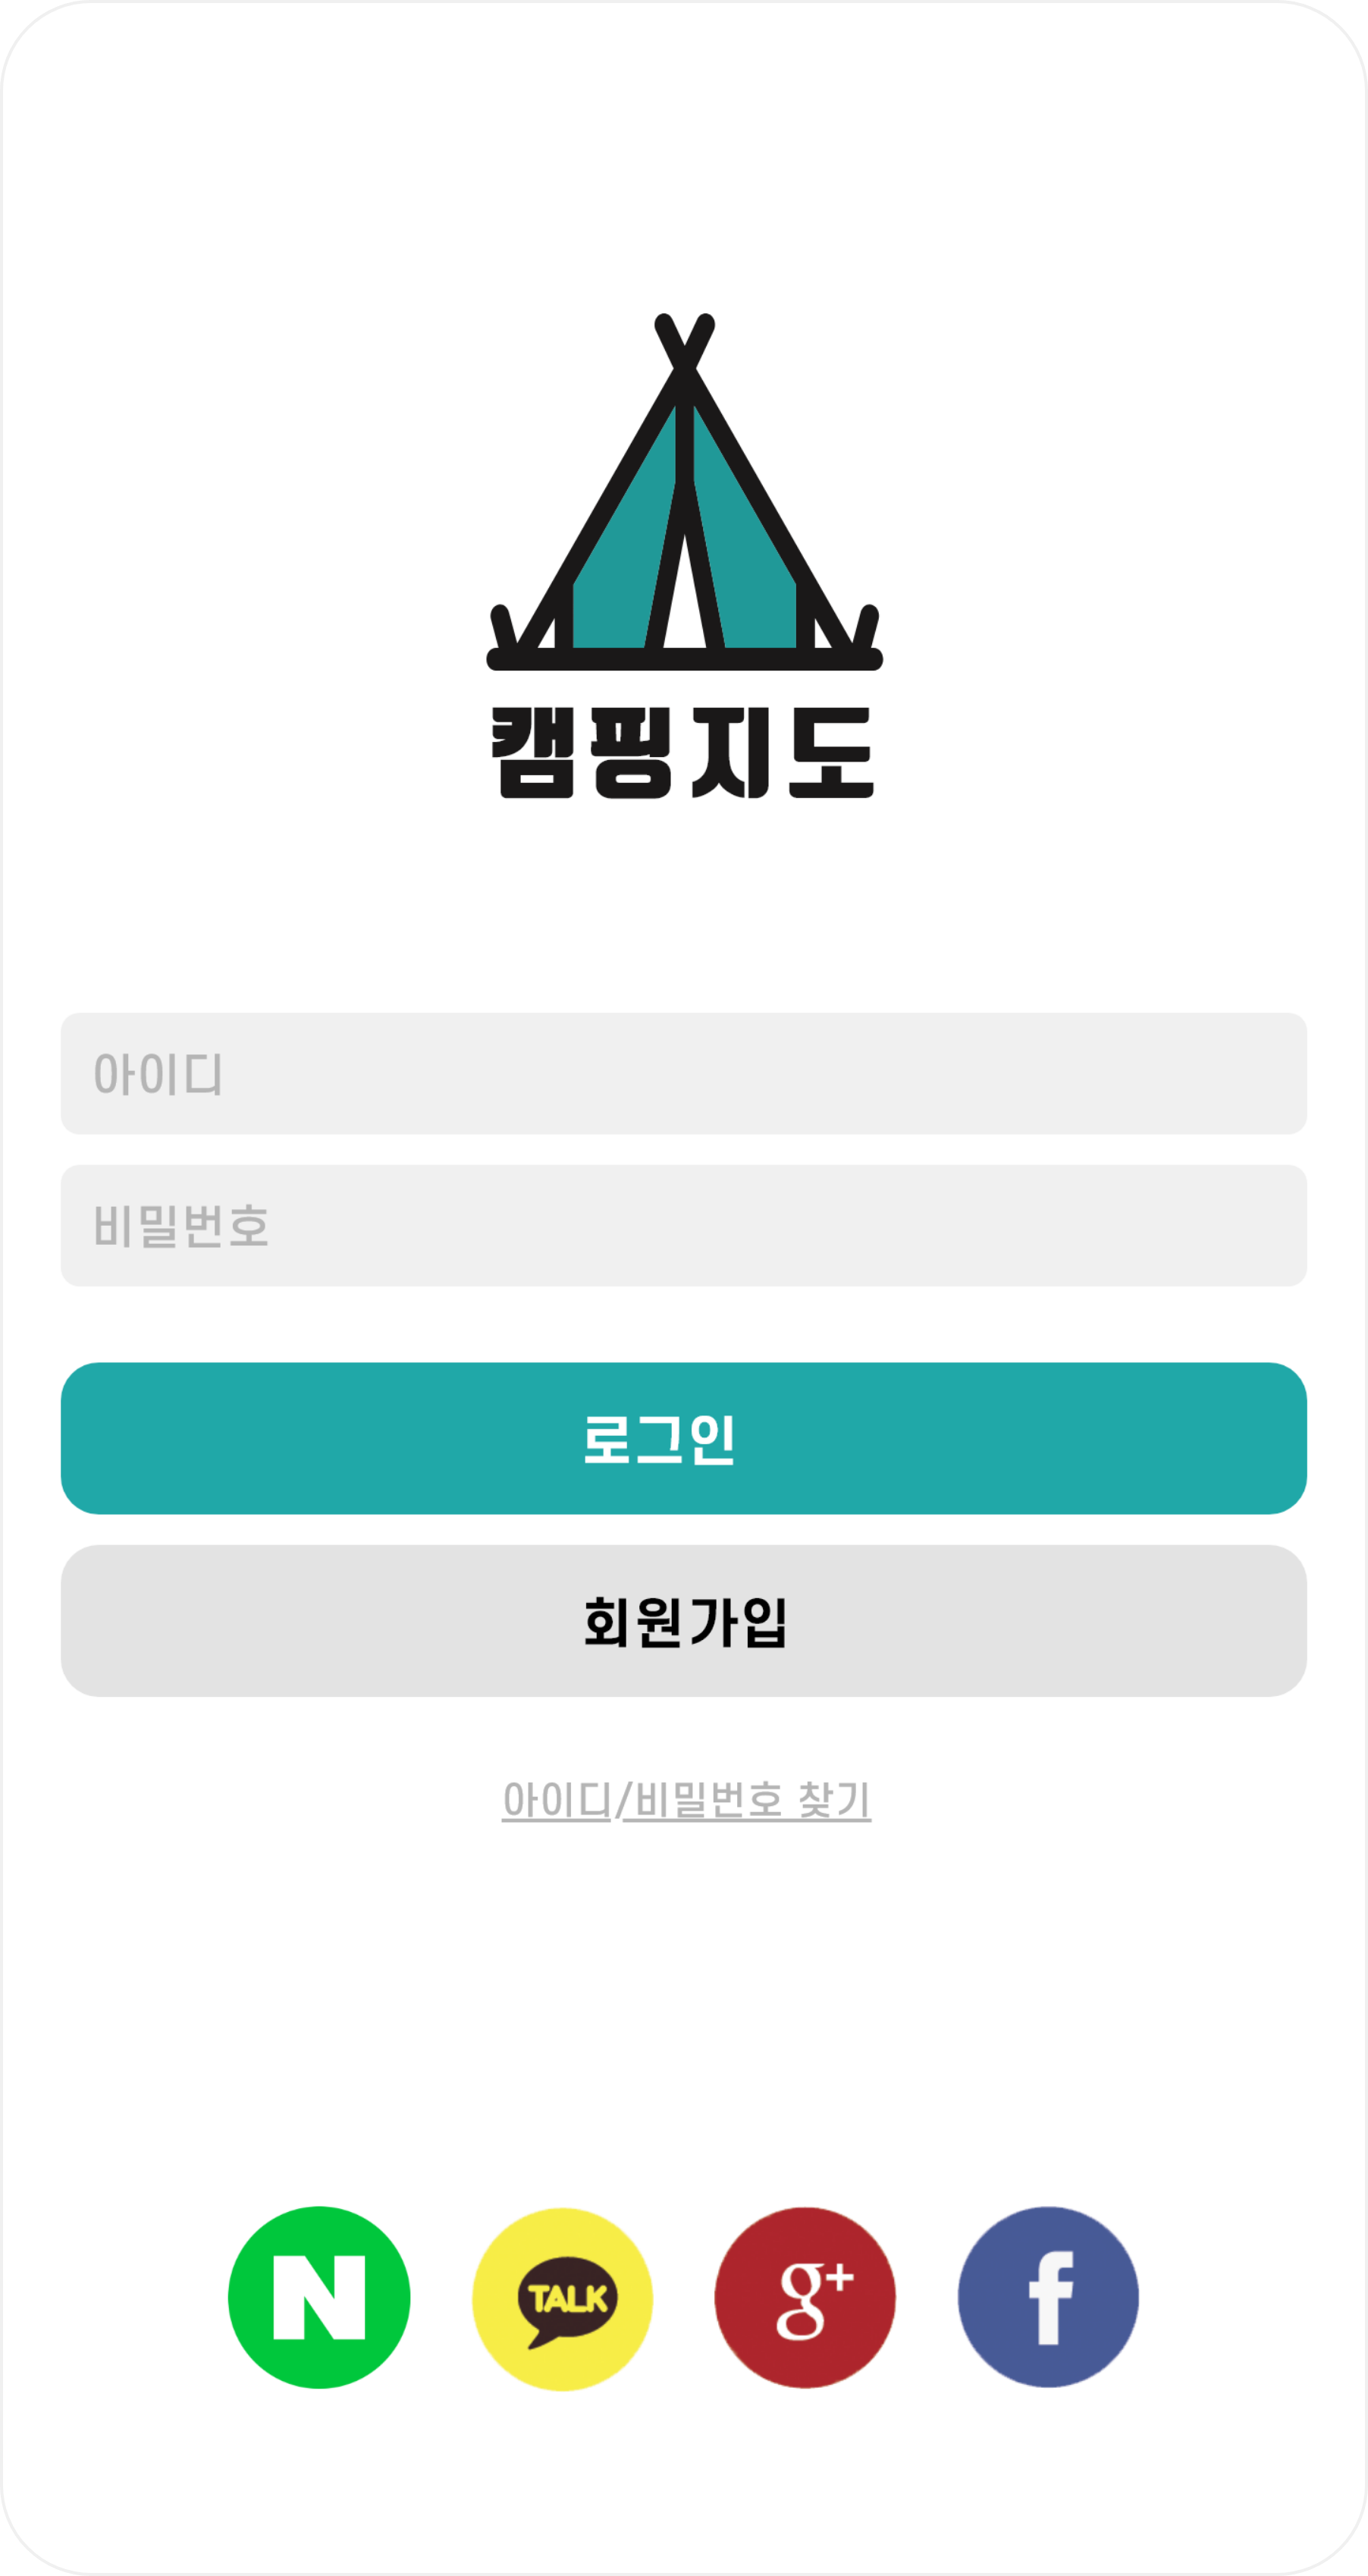 캠핑지도
아이디
비밀번호
로그인
회원가입
아이디/비밀번호 찾기
N
TALK
g+
f